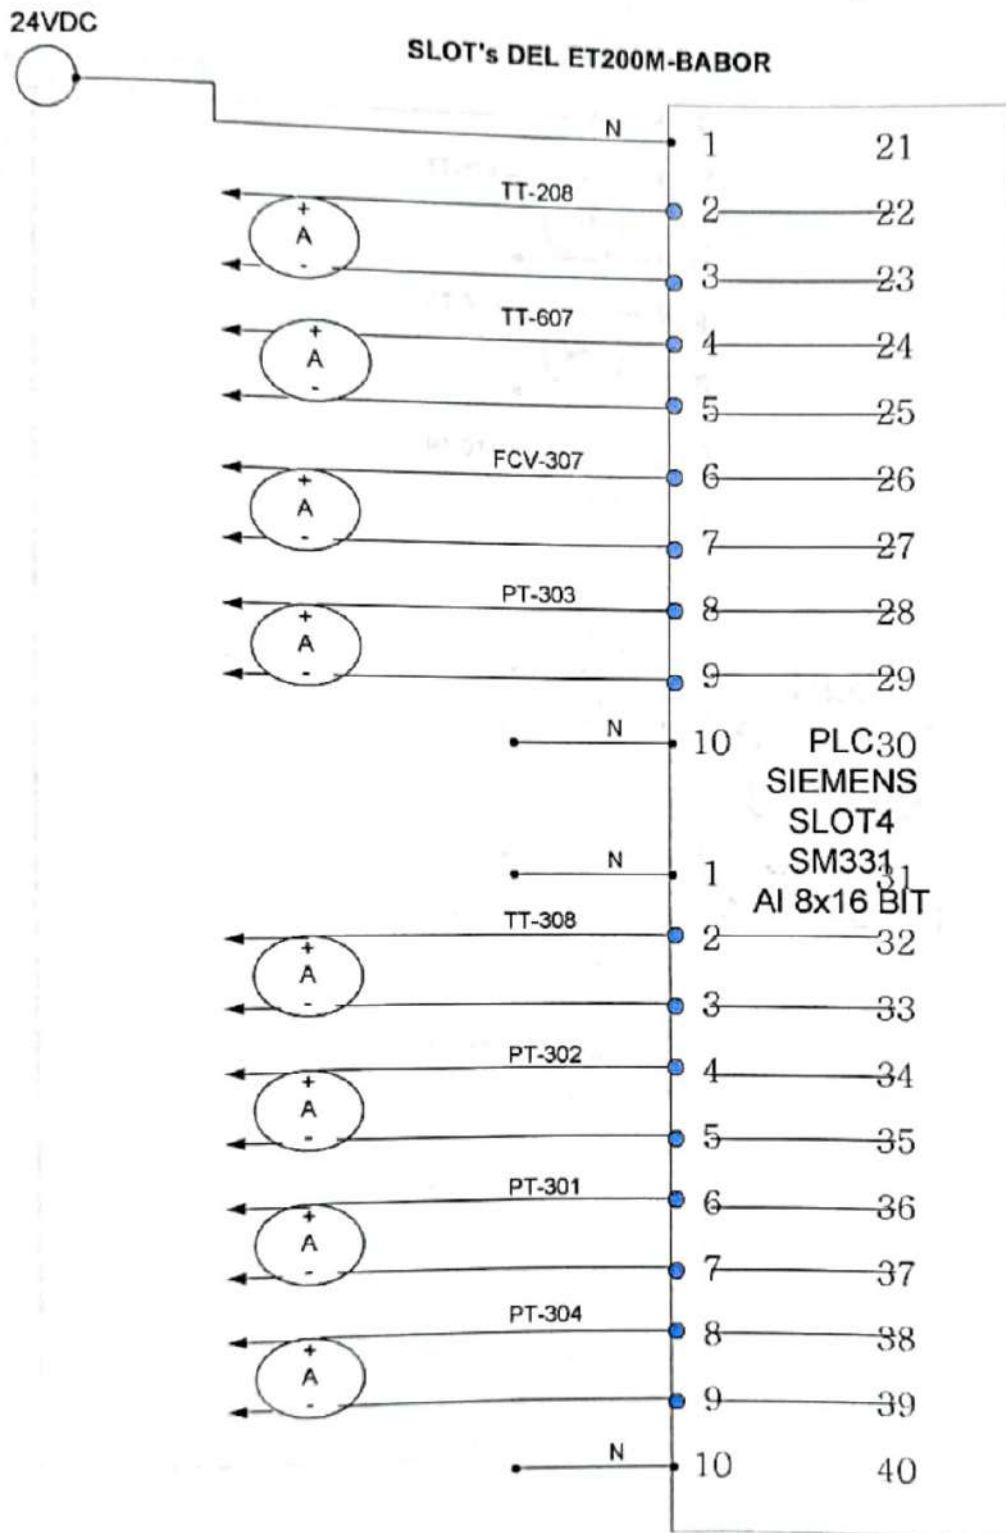 24VDC
SLOT's DEL ET200M-BABOR
N 1 21
TT-208
+ 2 22
A
- 3 23
TT-607
+ 4 24
A
- 5 25
FCV-307
+ 6 26
A
- 7 27
PT-303
+ 8 28
A
- 9 29
N 10 PLC 30
SIEMENS
SLOT4
N 1 SM331 31
AI 8x16 BIT
TT-308
+ 2 32
A
- 3 33
PT-302
+ 4 34
A
- 5 35
PT-301
+ 6 36
A
- 7 37
PT-304
+ 8 38
A
- 9 39
N 10 40